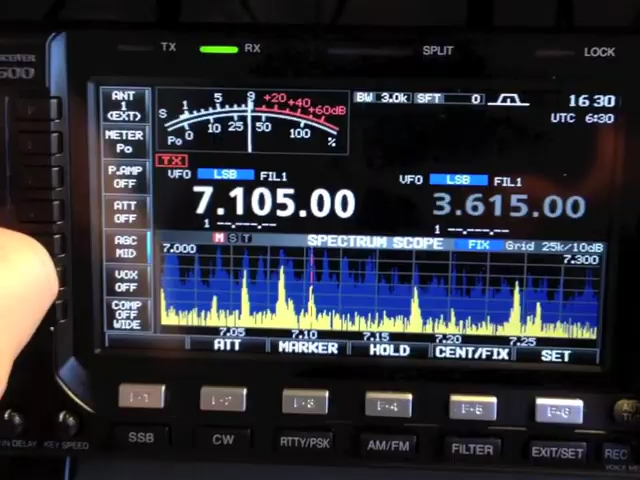 TX RX SPLIT LOCK
600
ANT
1
(EXT)
METER
Po
P.AMP
OFF
ATT
OFF
AGC
MID
VOX
OFF
COMP
OFF
WIDE
S 1 5 9 +20 +40 +60dB
Po 0 10 25 50 100 %
BW 3.0k SFT 0
16 30
UTC 6:30
TX
VFO LSB FIL1
7.105.00
1 --.---.--
VFO LSB FIL1
3.615.00
1 --.---.--
M S T SPECTRUM SCOPE FIX Grid 25k/10dB
7.000 7.300
7.05 7.10 7.15 7.20 7.25
ATT MARKER HOLD CENT/FIX SET
F-1 F-2 F-3 F-4 F-5 F-6
SSB CW RTTY/PSK AM/FM FILTER EXIT/SET REC
DELAY KEY SPEED